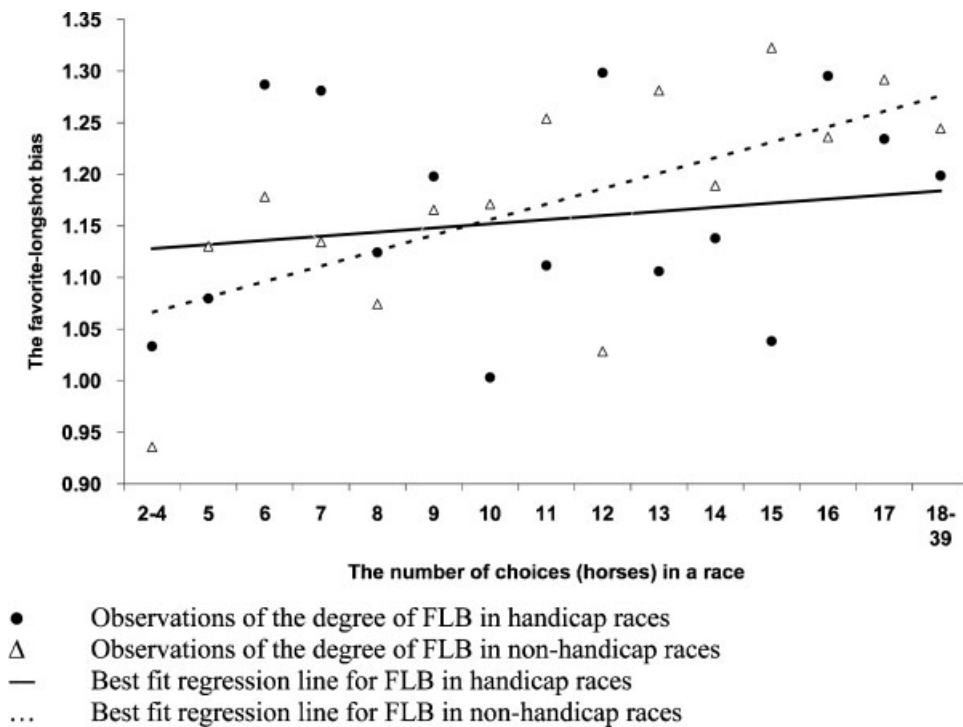 The favorite-longshot bias
1.35
1.30
1.25
1.20
1.15
1.10
1.05
1.00
0.95
0.90
2-4 5 6 7 8 9 10 11 12 13 14 15 16 17 18-
39
The number of choices (horses) in a race
● Observations of the degree of FLB in handicap races
Δ Observations of the degree of FLB in non-handicap races
— Best fit regression line for FLB in handicap races
… Best fit regression line for FLB in non-handicap races